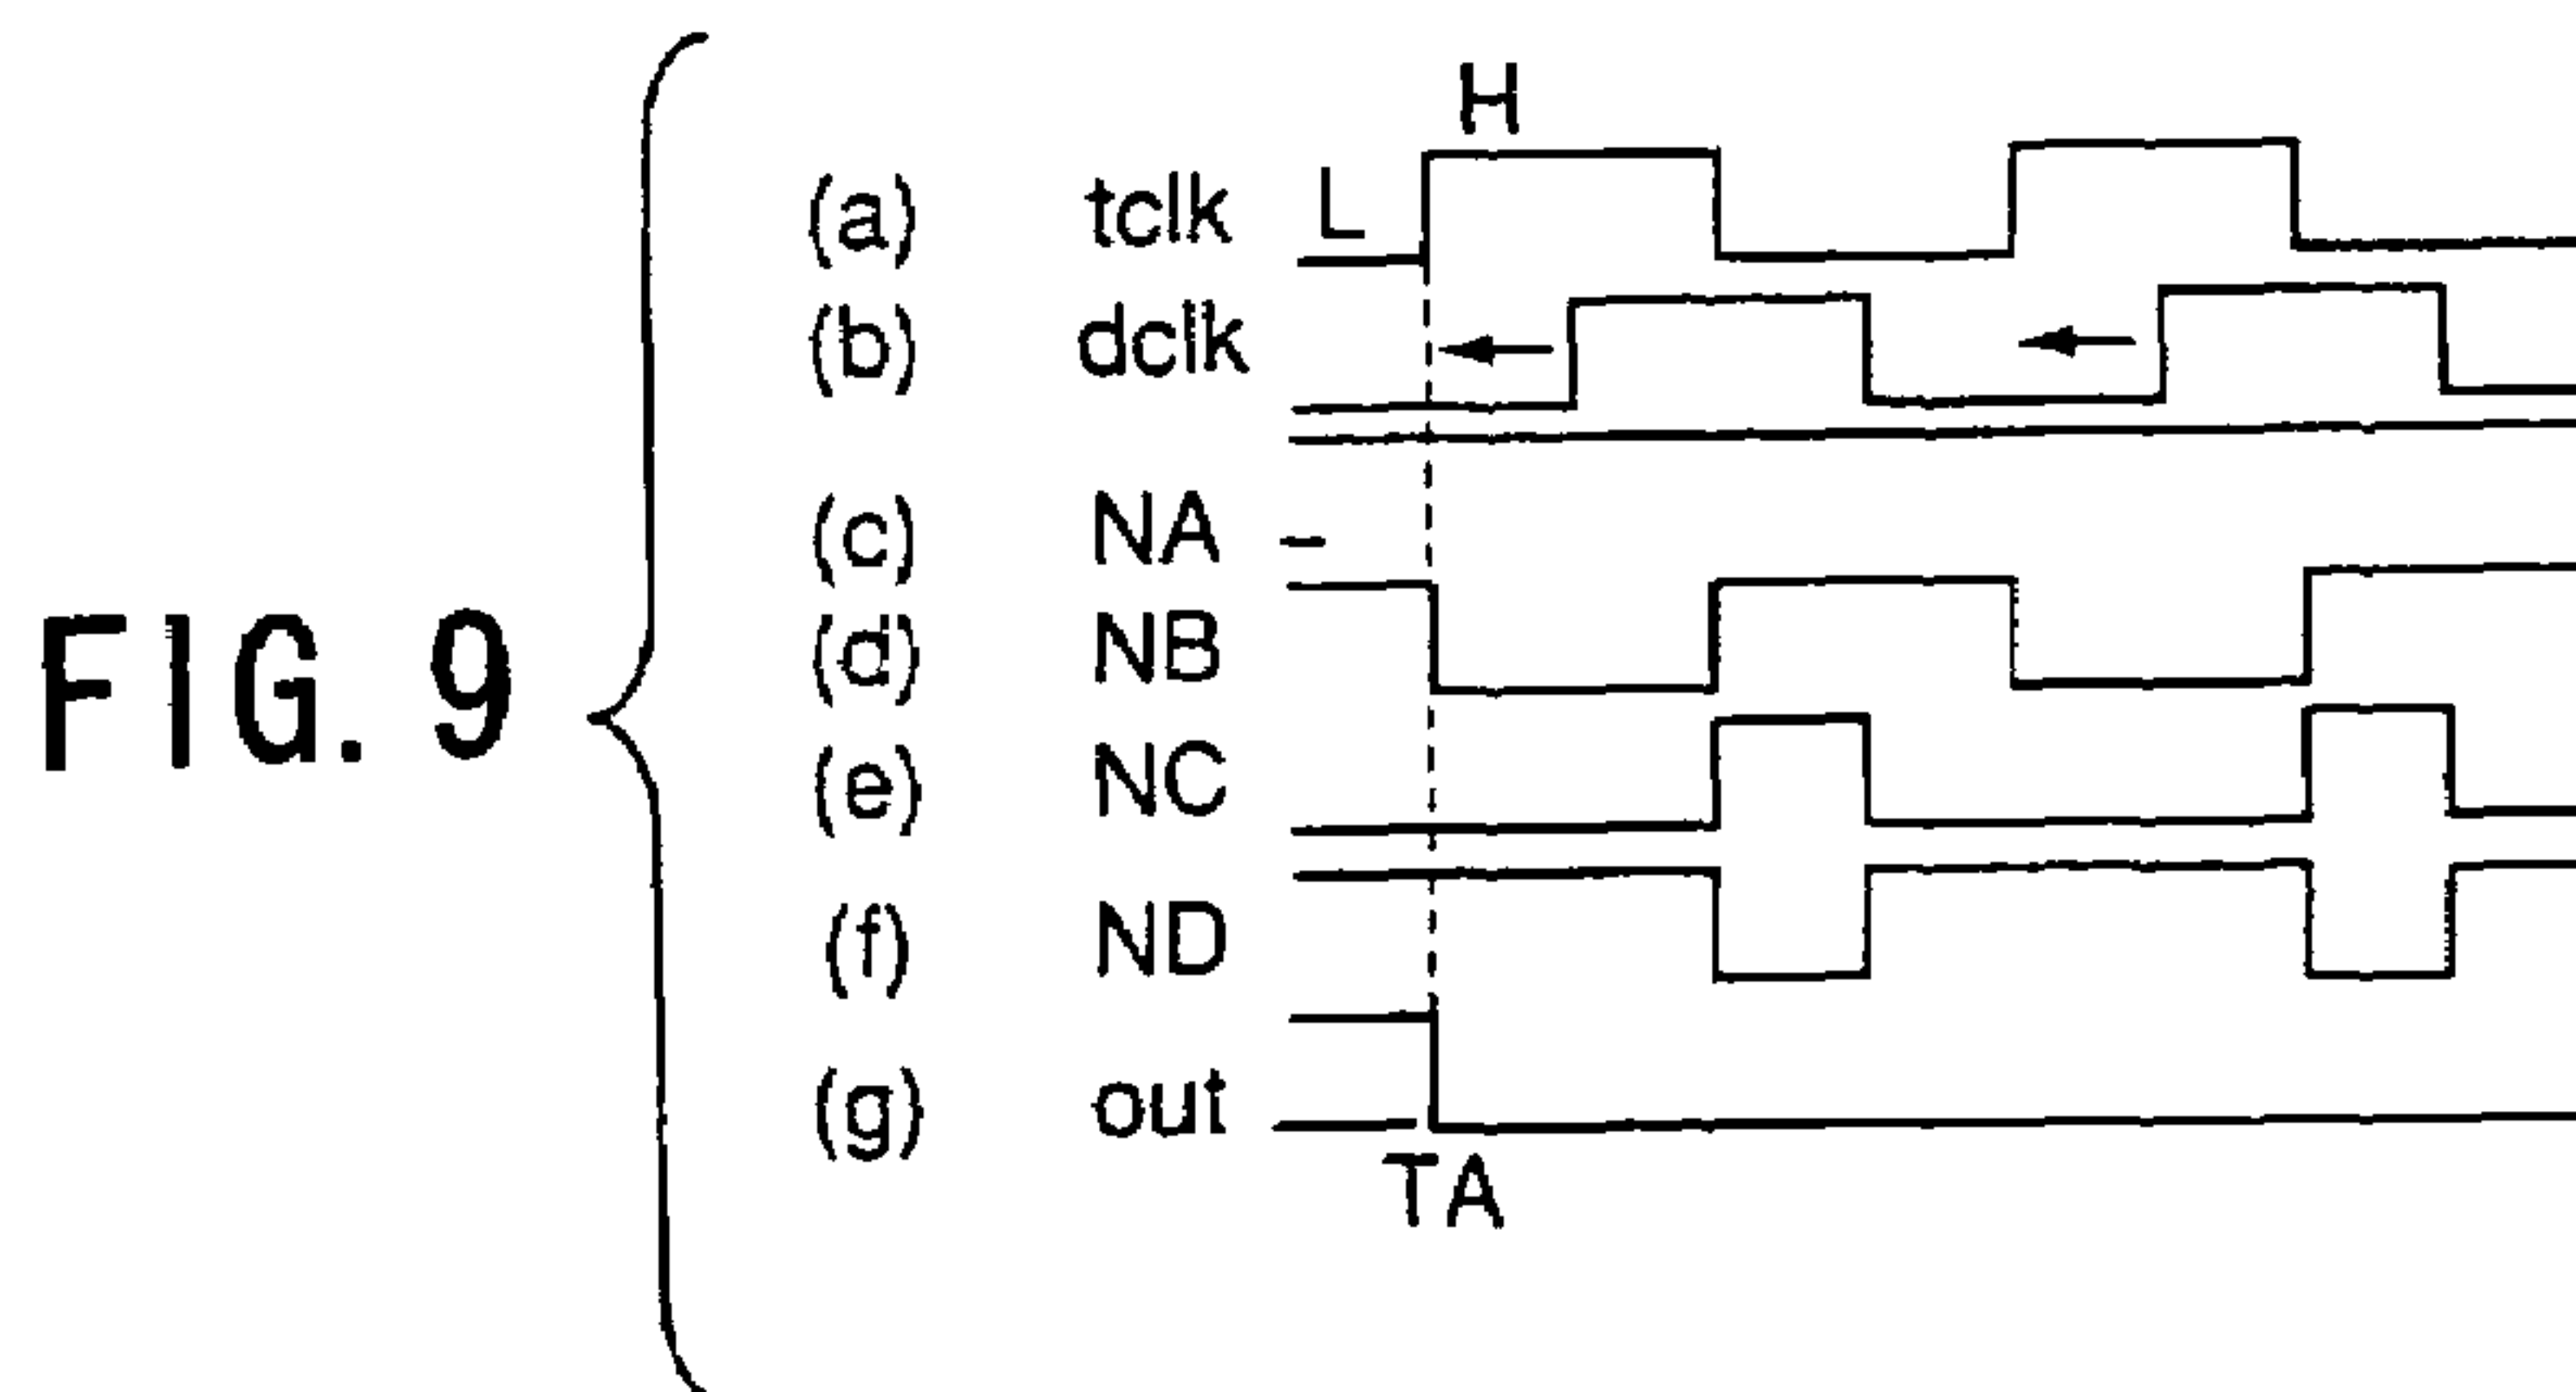 FIG. 9
H
(a) tclk L
(b) dclk
(c) NA
(d) NB
(e) NC
(f) ND
(g) out
TA